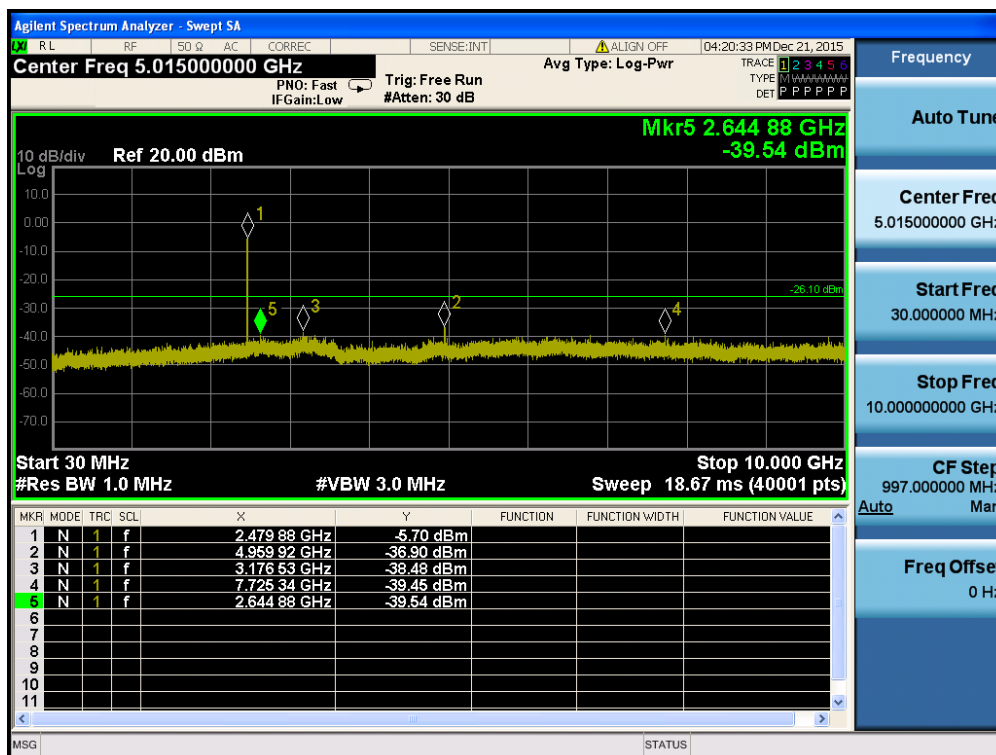 Agilent Spectrum Analyzer - Swept SA
LXI RL RF 50 Ω AC CORREC SENSE:INT ALIGN OFF 04:20:33 PM Dec 21, 2015
Center Freq 5.015000000 GHz
PNO: Fast
IFGain:Low
Trig: Free Run
#Atten: 30 dB
Avg Type: Log-Pwr
TRACE 1 2 3 4 5 6
TYPE M
DET P P P P P P
Mkr5 2.644 88 GHz
-39.54 dBm
10 dB/div Ref 20.00 dBm
Log
10.0
0.00
-10.0
-20.0
-30.0
-40.0
-50.0
-60.0
-70.0
1
5
3
2
4
-26.10 dBm
Start 30 MHz Stop 10.000 GHz
#Res BW 1.0 MHz #VBW 3.0 MHz Sweep 18.67 ms (40001 pts)
MKR MODE TRC SCL X Y FUNCTION FUNCTION WIDTH FUNCTION VALUE
1 N 1 f 2.479 88 GHz -5.70 dBm
2 N 1 f 4.959 92 GHz -36.90 dBm
3 N 1 f 3.176 53 GHz -38.48 dBm
4 N 1 f 7.725 34 GHz -39.45 dBm
5 N 1 f 2.644 88 GHz -39.54 dBm
6
7
8
9
10
11
MSG STATUS
Frequency
Auto Tune
Center Freq
5.015000000 GHz
Start Freq
30.000000 MHz
Stop Freq
10.000000000 GHz
CF Step
997.000000 MHz
Auto Man
Freq Offset
0 Hz